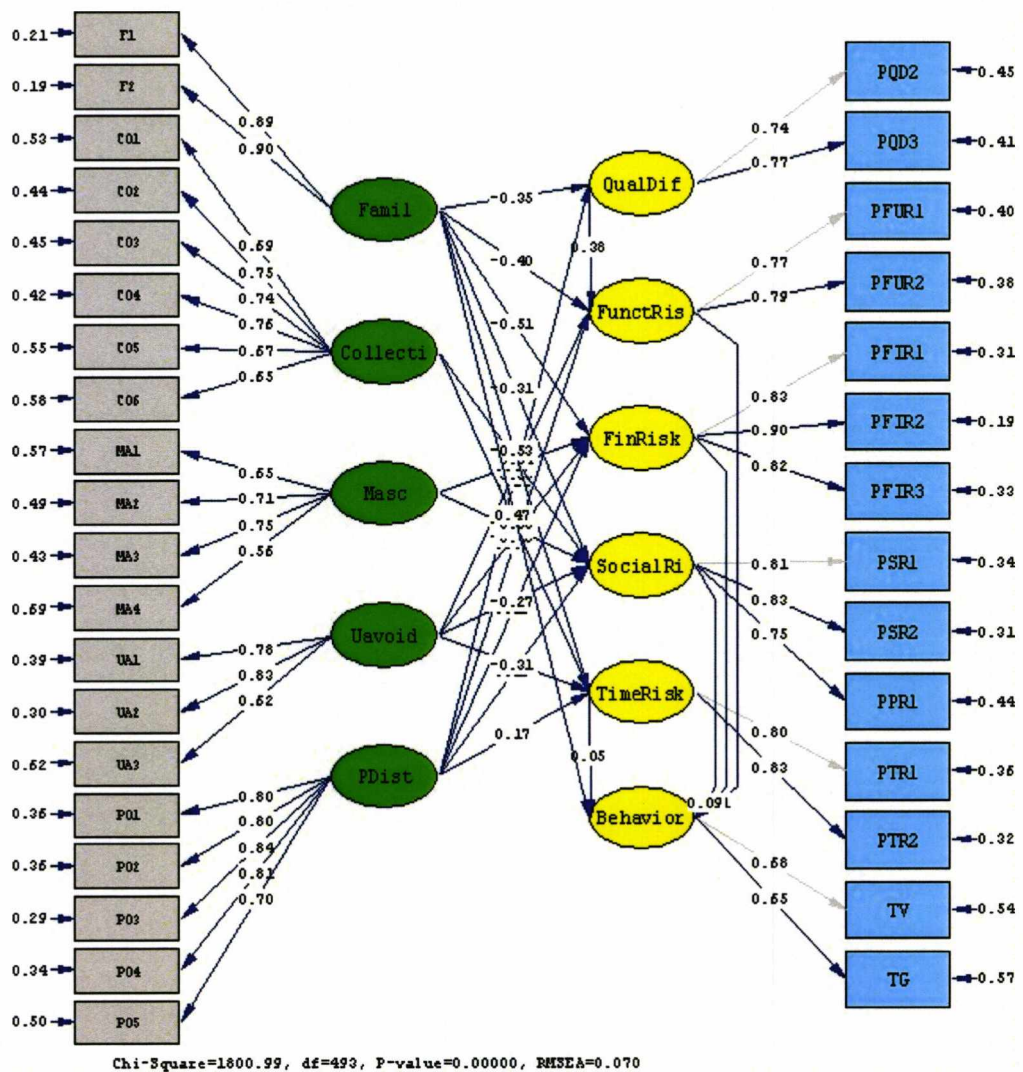 0.21 F1
0.19 F2
0.53 CO1
0.44 CO2
0.45 CO3
0.42 CO4
0.55 CO5
0.58 CO6
0.57 MA1
0.49 MA2
0.43 MA3
0.69 MA4
0.39 UA1
0.30 UA2
0.62 UA3
0.36 PO1
0.36 PO2
0.29 PO3
0.34 PO4
0.50 PO5
0.89
0.90
0.69
0.75
0.74
0.76
0.67
0.65
0.65
0.71
0.75
0.56
0.78
0.83
0.62
0.80
0.80
0.84
0.81
0.70
Famil
Collecti
Masc
Uavoid
PDist
-0.35
-0.40
-0.51
-0.31
-0.53
0.47
-0.27
-0.31
0.17
0.38
0.05
QualDif
FunctRis
FinRisk
SocialRi
TimeRisk
Behavior
0.74
0.77
0.77
0.79
0.83
0.90
0.82
0.81
0.83
0.75
0.80
0.83
0.68
0.65
PQD2 0.45
PQD3 0.41
PFUR1 0.40
PFUR2 0.38
PFIR1 0.31
PFIR2 0.19
PFIR3 0.33
PSR1 0.34
PSR2 0.31
PPR1 0.44
PTR1 0.36
PTR2 0.32
TV 0.54
TG 0.57
Chi-Square=1800.99, df=493, P-value=0.00000, RMSEA=0.070